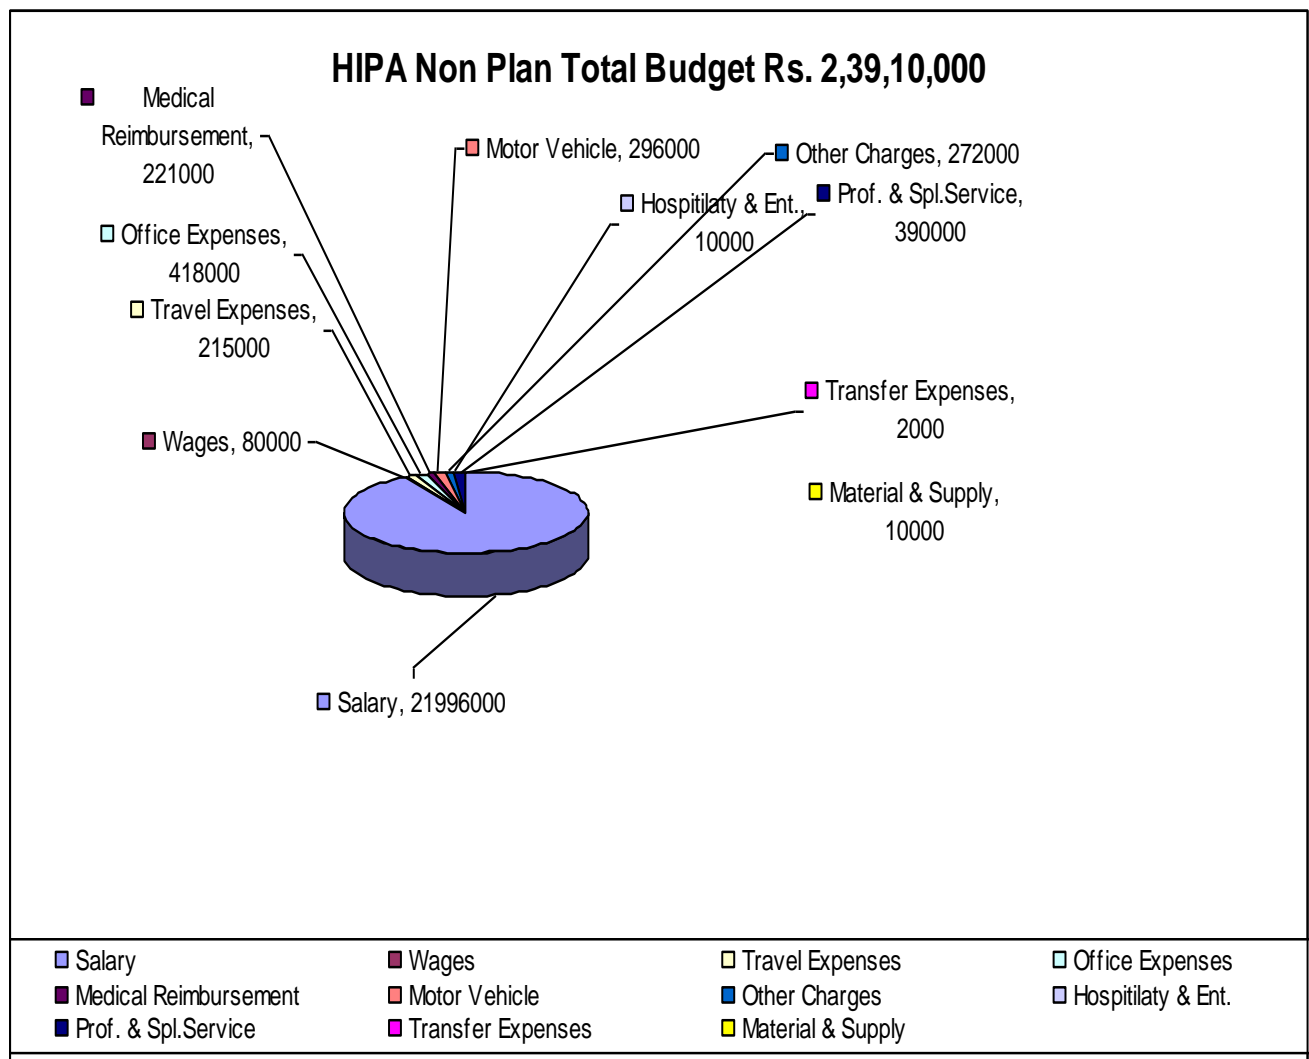 HIPA Non Plan Total Budget Rs. 2,39,10,000
Medical
Reimbursement,
221000
Motor Vehicle, 296000
Other Charges, 272000
Hospitilaty & Ent.,
10000
Prof. & Spl.Service,
390000
Office Expenses,
418000
Travel Expenses,
215000
Transfer Expenses,
2000
Wages, 80000
Material & Supply,
10000
Salary, 21996000
Salary
Wages
Travel Expenses
Office Expenses
Medical Reimbursement
Motor Vehicle
Other Charges
Hospitilaty & Ent.
Prof. & Spl.Service
Transfer Expenses
Material & Supply